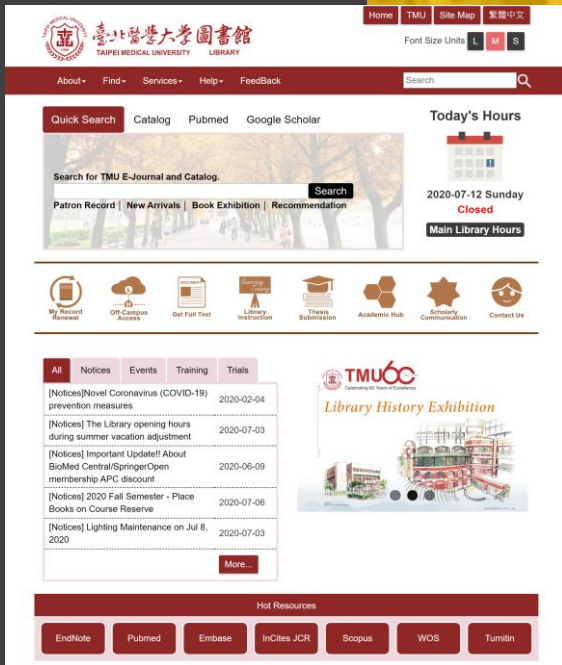 Home TMU Site Map 繁體中文
臺北醫學大學圖書館
TAIPEI MEDICAL UNIVERSITY LIBRARY
Font Size Units L M S
About Find Services Help FeedBack
Search
Quick Search Catalog Pubmed Google Scholar
Search for TMU E-Journal and Catalog.
Search
Patron Record | New Arrivals | Book Exhibition | Recommendation
Today's Hours
2020-07-12 Sunday
Closed
Main Library Hours
My Record Renewal
Off-Campus Access
Get Full Text
Library Instruction
Thesis Submission
Academic Hub
Scholarly Communication
Contact Us
All Notices Events Training Trials
[Notices]Novel Coronavirus (COVID-19)
prevention measures
2020-02-04
[Notices] The Library opening hours
during summer vacation adjustment
2020-07-03
[Notices] Important Update!! About
BioMed Central/SpringerOpen
membership APC discount
2020-06-09
[Notices] 2020 Fall Semester - Place
Books on Course Reserve
2020-07-06
[Notices] Lighting Maintenance on Jul 8,
2020
2020-07-03
More...
TMU60
Celebrating 60 Years of Excellence
Library History Exhibition
Hot Resources
EndNote Pubmed Embase InCites JCR Scopus WOS Turnitin